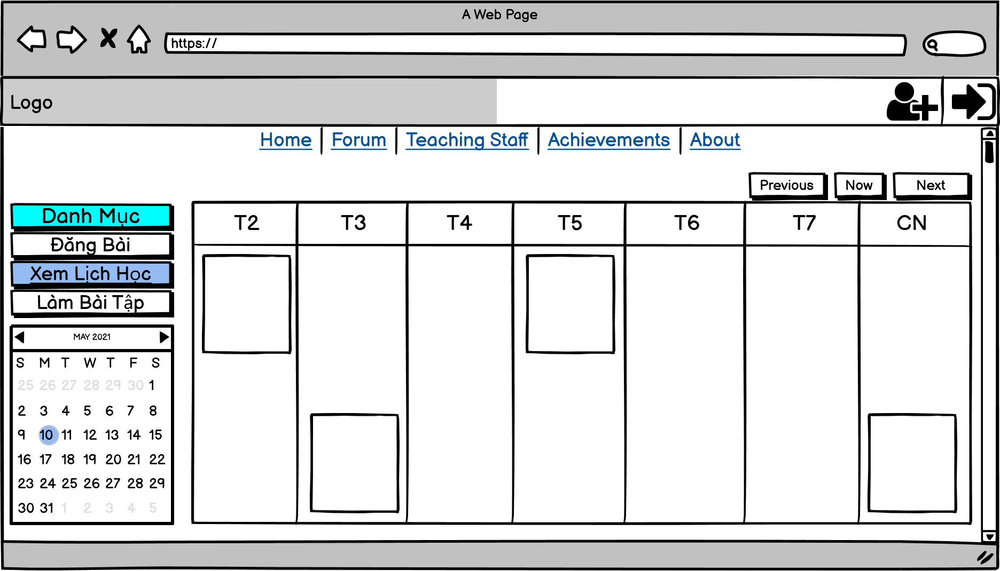 A Web Page
https://
Logo
Home Forum Teaching Staff Achievements About
Previous Now Next
Danh Mục
Đăng Bài
Xem Lịch Học
Làm Bài Tập
MAY 2021
S M T W T F S
25 26 27 28 29 30 1
2 3 4 5 6 7 8
9 10 11 12 13 14 15
16 17 18 19 20 21 22
23 24 25 26 27 28 29
30 31 1 2 3 4 5
T2 T3 T4 T5 T6 T7 CN